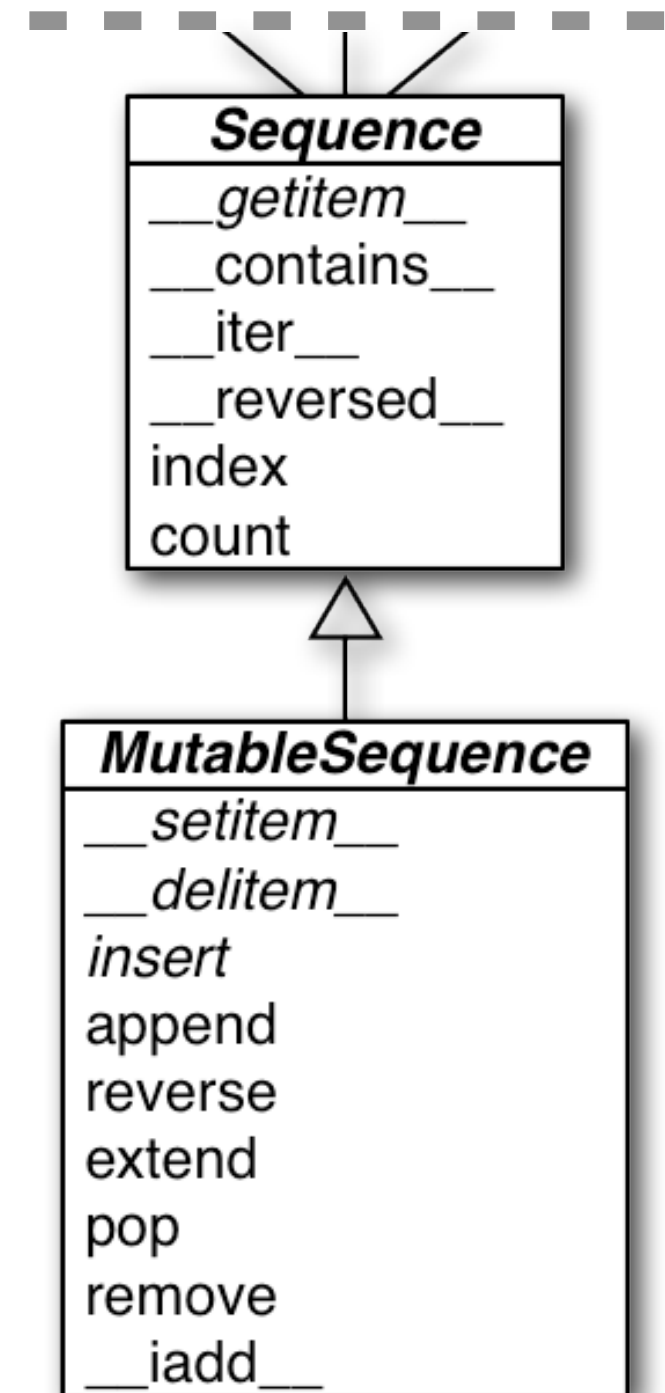 Sequence
__getitem__
__contains__
__iter__
__reversed__
index
count
MutableSequence
__setitem__
__delitem__
insert
append
reverse
extend
pop
remove
__iadd__